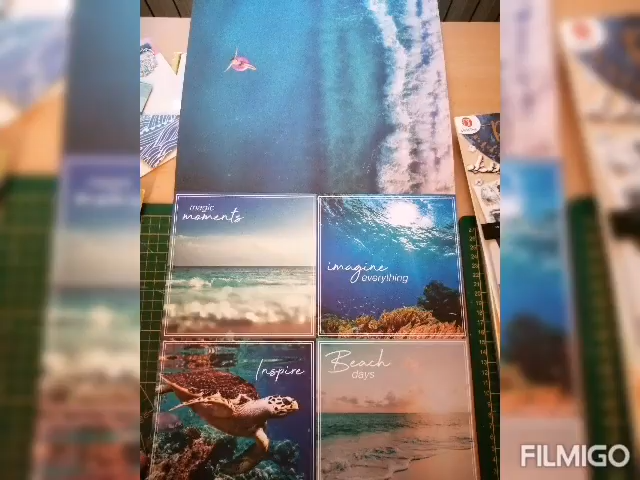 magic
moments
imagine
everything
Inspire
Beach
days
FILMIGO